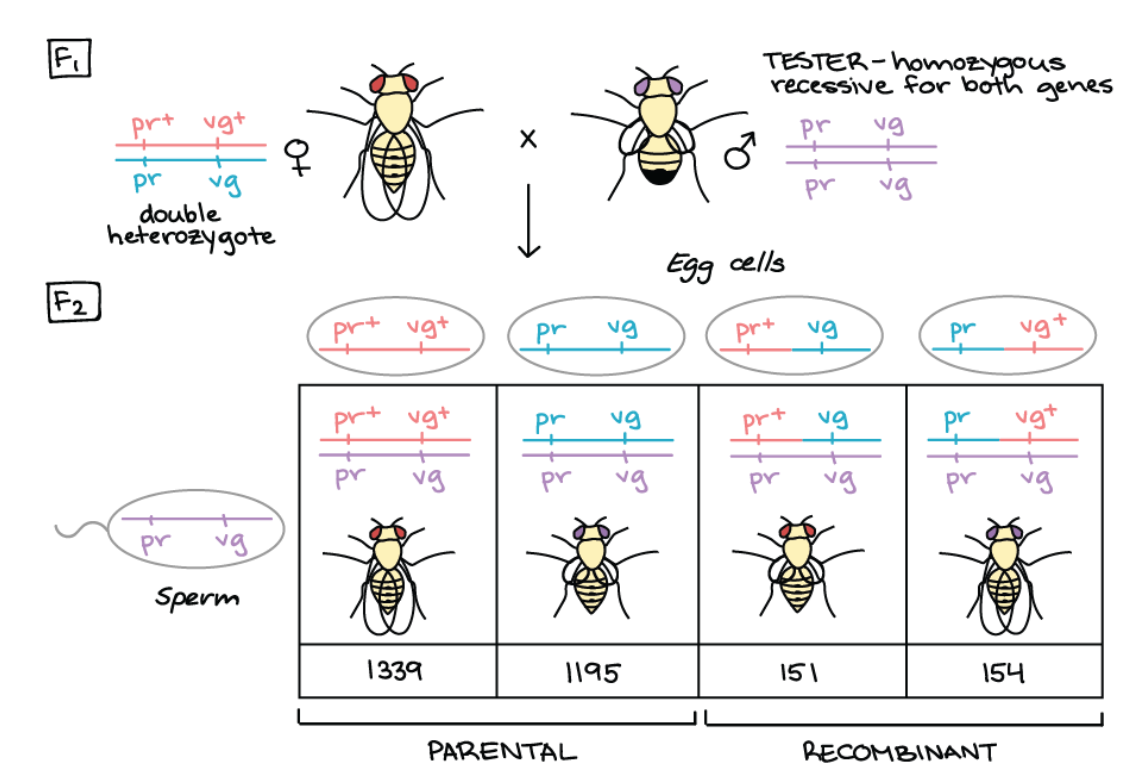 F1
TESTER - homozygous
recessive for both genes
pr+ vg+
pr vg
double
heterozygote
♀
x
♂
pr vg
pr vg
Egg cells
F2
pr+ vg+
pr vg
pr+ vg
pr vg+
pr+ vg+
pr vg
pr vg
pr vg
pr+ vg
pr vg
pr vg+
pr vg
pr vg
Sperm
1339
1195
151
154
PARENTAL
RECOMBINANT